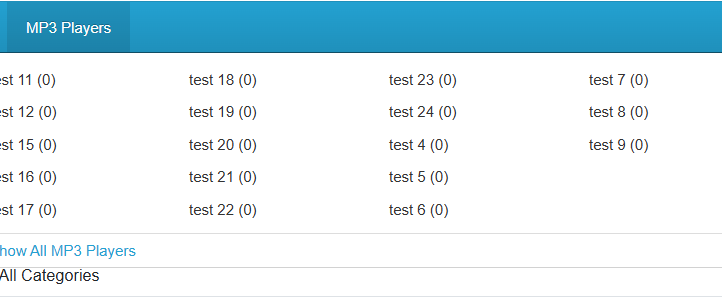 MP3 Players
est 11 (0)
est 12 (0)
est 15 (0)
est 16 (0)
est 17 (0)
test 18 (0)
test 19 (0)
test 20 (0)
test 21 (0)
test 22 (0)
test 23 (0)
test 24 (0)
test 4 (0)
test 5 (0)
test 6 (0)
test 7 (0)
test 8 (0)
test 9 (0)
how All MP3 Players
All Categories